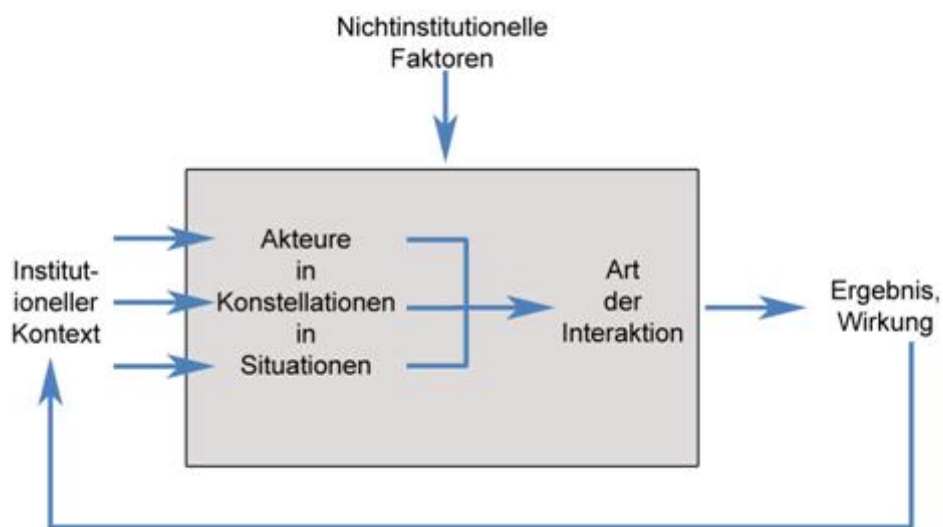 Nichtinstitutionelle
Faktoren
Institut-
ioneller
Kontext
Akteure
in
Konstellationen
in
Situationen
Art
der
Interaktion
Ergebnis,
Wirkung